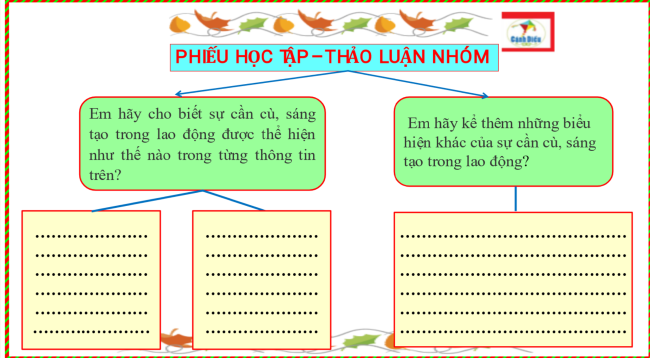 Cánh Diều
PHIẾU HỌC TẬP – THẢO LUẬN NHÓM
Em hãy cho biết sự cần cù, sáng
tạo trong lao động được thể hiện
như thế nào trong từng thông tin
trên?
Em hãy kể thêm những biểu
hiện khác của sự cần cù, sáng
tạo trong lao động?